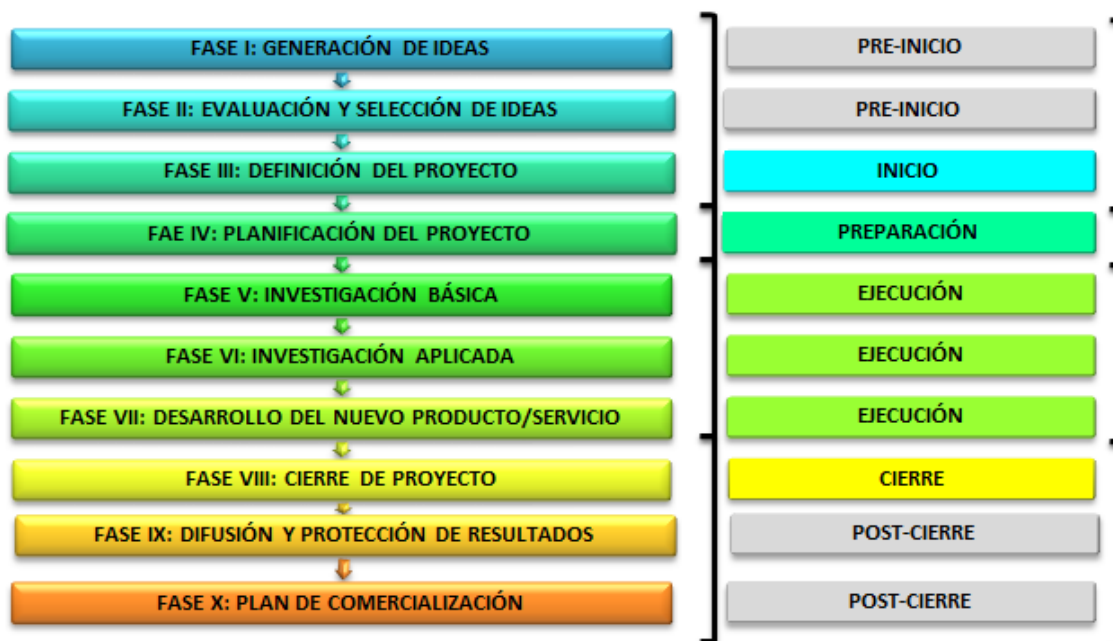 FASE I: GENERACIÓN DE IDEAS
PRE-INICIO
FASE II: EVALUACIÓN Y SELECCIÓN DE IDEAS
PRE-INICIO
FASE III: DEFINICIÓN DEL PROYECTO
INICIO
FAE IV: PLANIFICACIÓN DEL PROYECTO
PREPARACIÓN
FASE V: INVESTIGACIÓN BÁSICA
EJECUCIÓN
FASE VI: INVESTIGACIÓN APLICADA
EJECUCIÓN
FASE VII: DESARROLLO DEL NUEVO PRODUCTO/SERVICIO
EJECUCIÓN
FASE VIII: CIERRE DE PROYECTO
CIERRE
FASE IX: DIFUSIÓN Y PROTECCIÓN DE RESULTADOS
POST-CIERRE
FASE X: PLAN DE COMERCIALIZACIÓN
POST-CIERRE